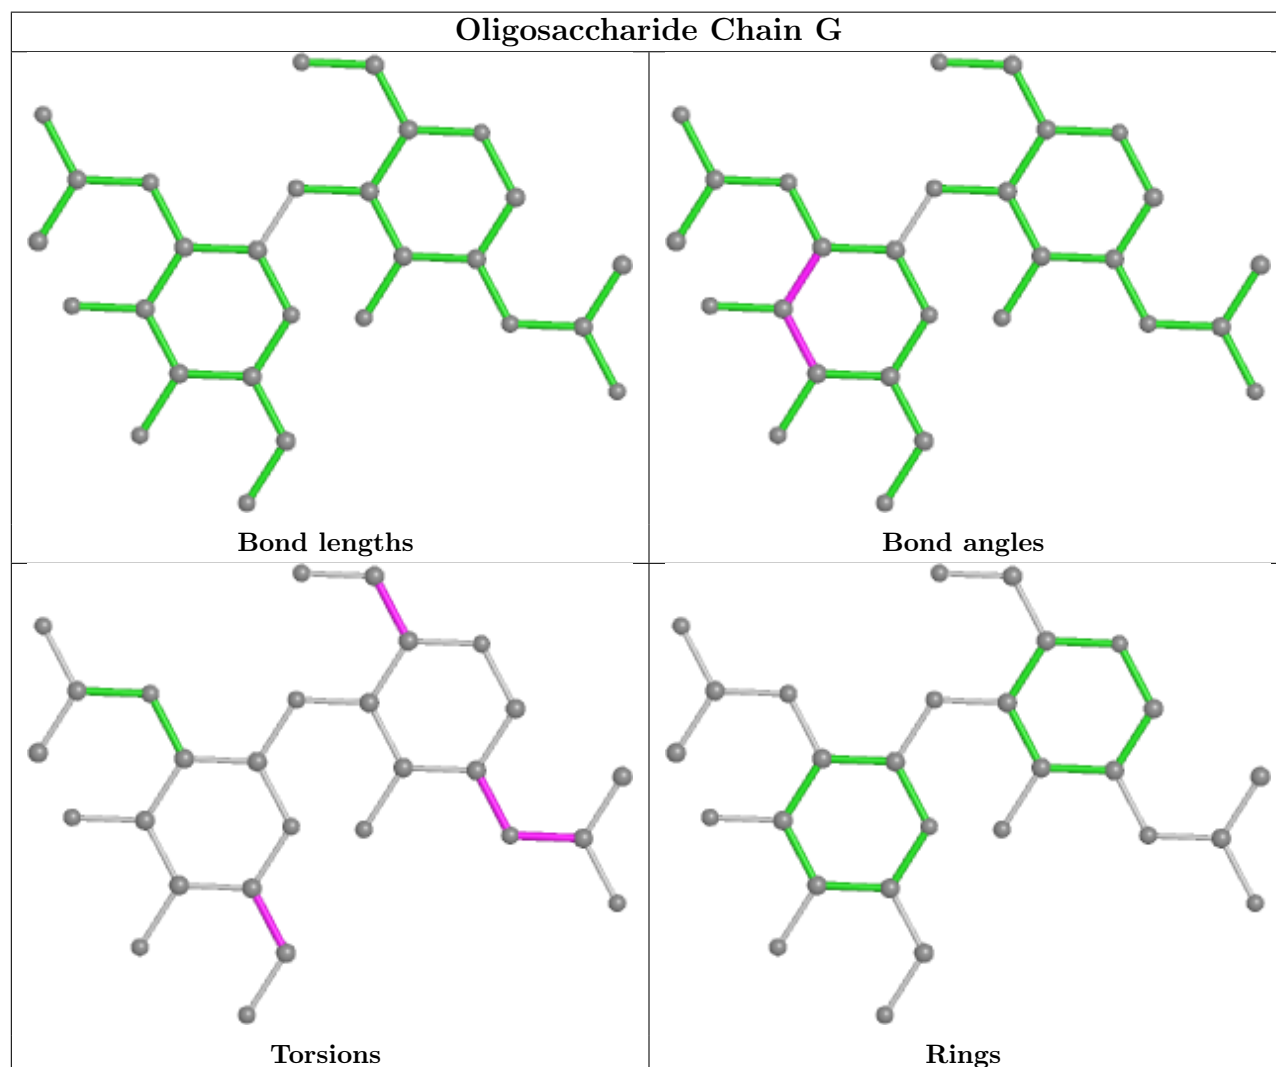 Oligosaccharide Chain G
Bond lengths
Bond angles
Torsions
Rings